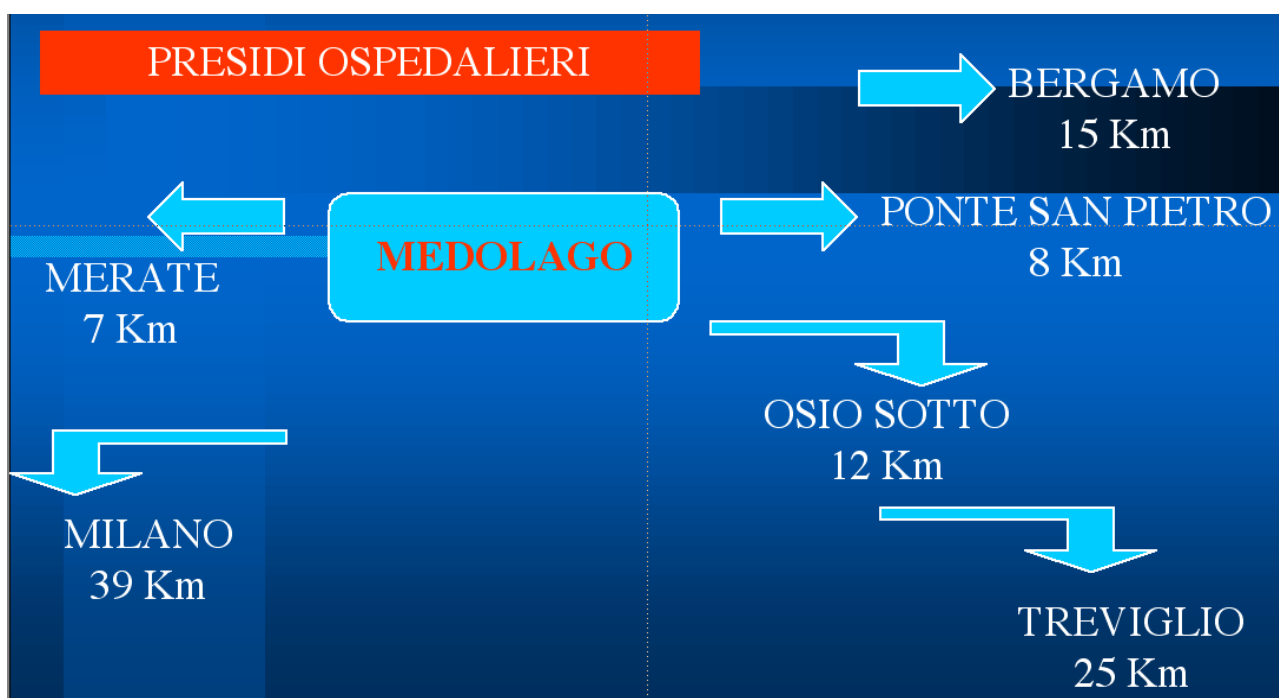 PRESIDI OSPEDALIERI
BERGAMO
15 Km
PONTE SAN PIETRO
8 Km
MEDOLAGO
MERATE
7 Km
OSIO SOTTO
12 Km
MILANO
39 Km
TREVIGLIO
25 Km